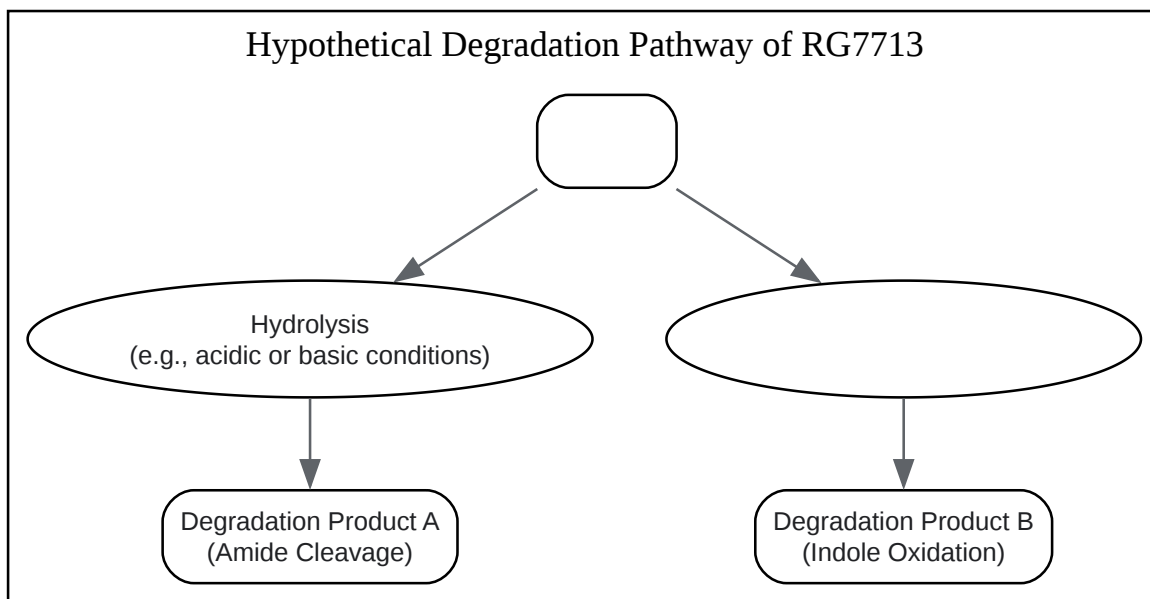 Hypothetical Degradation Pathway of RG7713
Hydrolysis
(e.g., acidic or basic conditions)
Degradation Product A
(Amide Cleavage)
Degradation Product B
(Indole Oxidation)